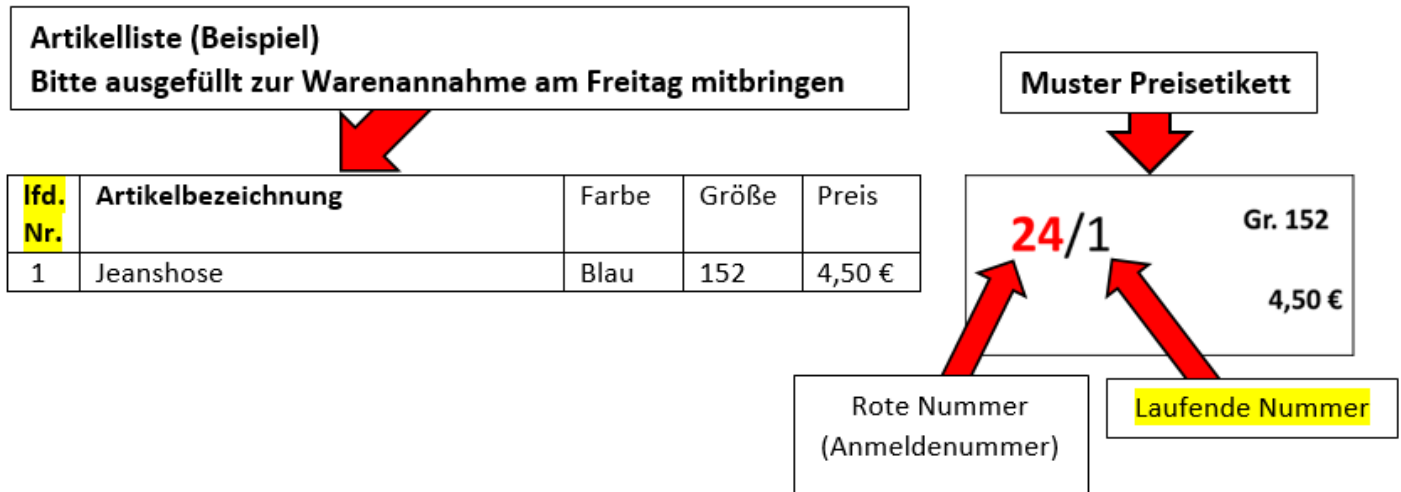 Artikelliste (Beispiel)
Bitte ausgefüllt zur Warenannahme am Freitag mitbringen
Muster Preisetikett
lfd. Nr. Artikelbezeichnung Farbe Größe Preis
1 Jeanshose Blau 152 4,50 €
24/1 Gr. 152
4,50 €
Rote Nummer
(Anmeldenummer)
Laufende Nummer